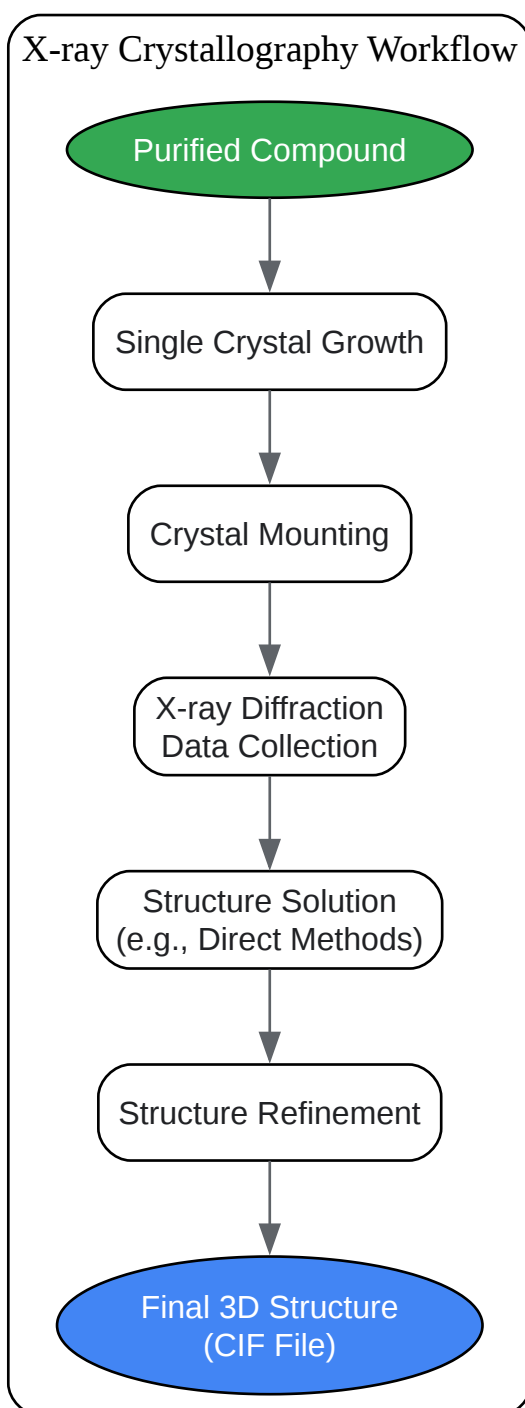 X-ray Crystallography Workflow
Purified Compound
Single Crystal Growth
Crystal Mounting
X-ray Diffraction
Data Collection
Structure Solution
(e.g., Direct Methods)
Structure Refinement
Final 3D Structure
(CIF File)